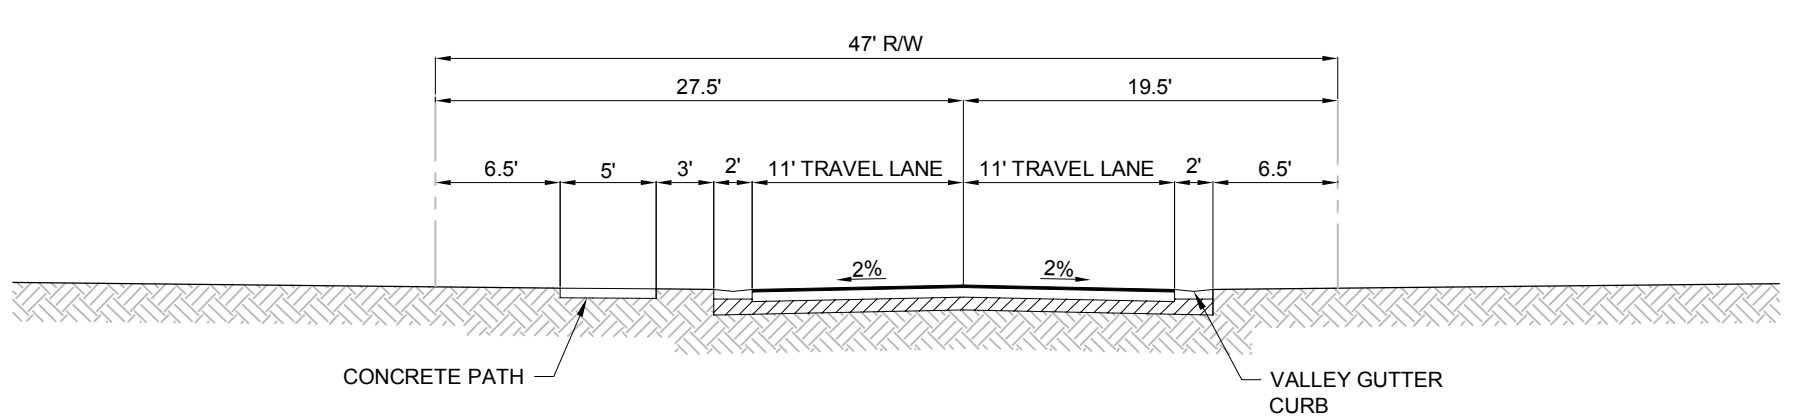 47' R/W
27.5' 19.5'
6.5' 5' 3' 2' 11' TRAVEL LANE 11' TRAVEL LANE 2' 6.5'
2% 2%
CONCRETE PATH
VALLEY GUTTER
CURB